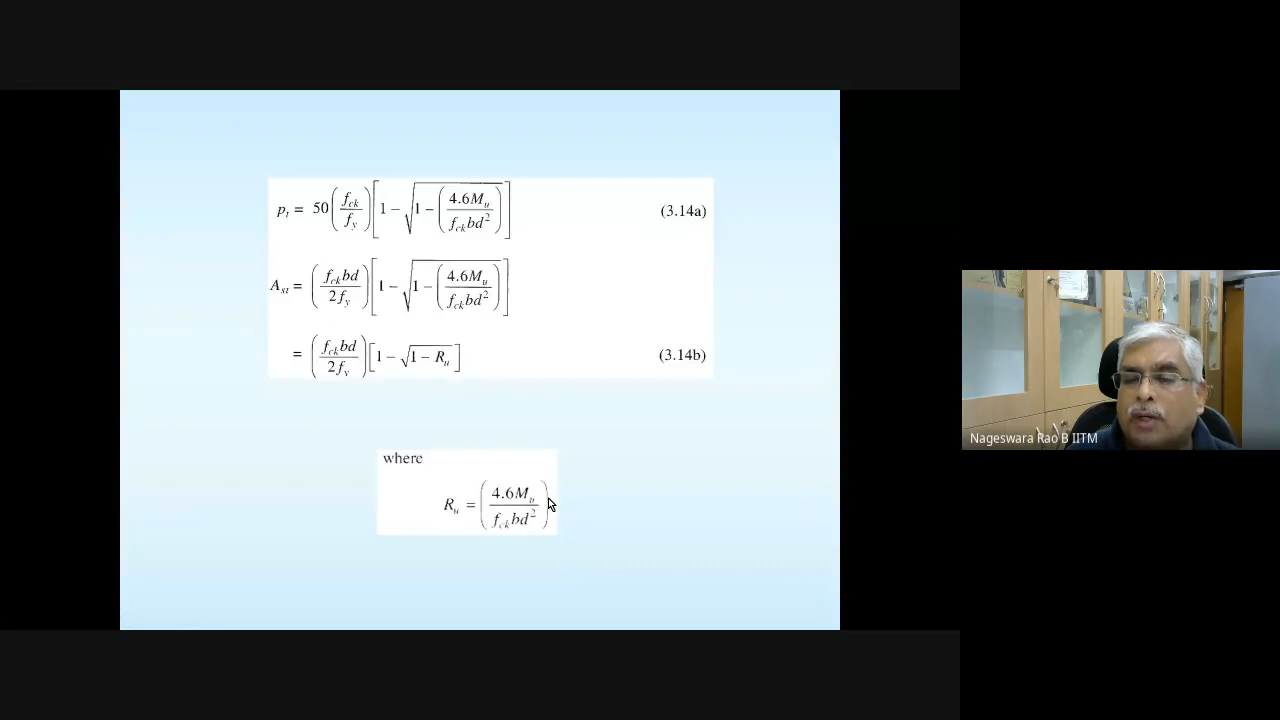 p_t = 50 (f_ck / f_y) [1 − √(1 − (4.6M_u / f_ck bd²))] (3.14a)
A_st = (f_ck bd / 2f_y) [1 − √(1 − (4.6M_u / f_ck bd²))]
= (f_ck bd / 2f_y) [1 − √(1 − R_u)] (3.14b)
where
R_u = (4.6M_u / f_ck bd²)
Nageswara Rao B IITM